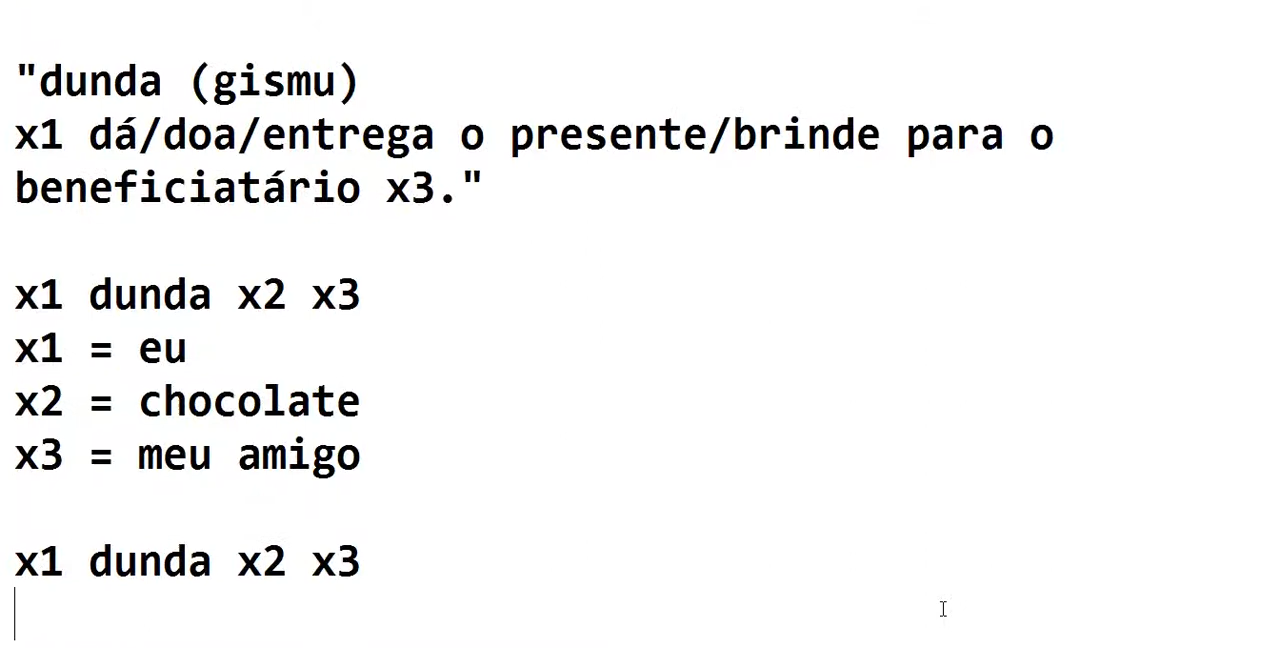 "dunda (gismu)
x1 dá/doa/entrega o presente/brinde para o
beneficiatário x3."
x1 dunda x2 x3
x1 = eu
x2 = chocolate
x3 = meu amigo
x1 dunda x2 x3